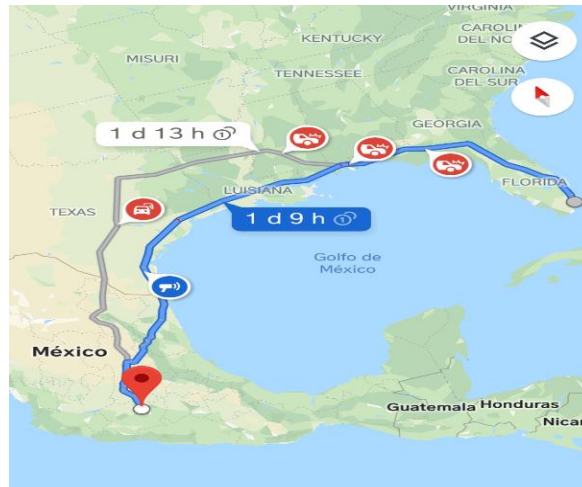 VIRGINIA
KENTUCKY
CAROLI
DEL NO
MISURI
TENNESSEE
CAROLINA
DEL SUR
1 d 13 h
GEORGIA
LUISIANA
FLORIDA
TEXAS
1 d 9 h
Golfo de
México
México
Guatemala
Honduras
Nicar